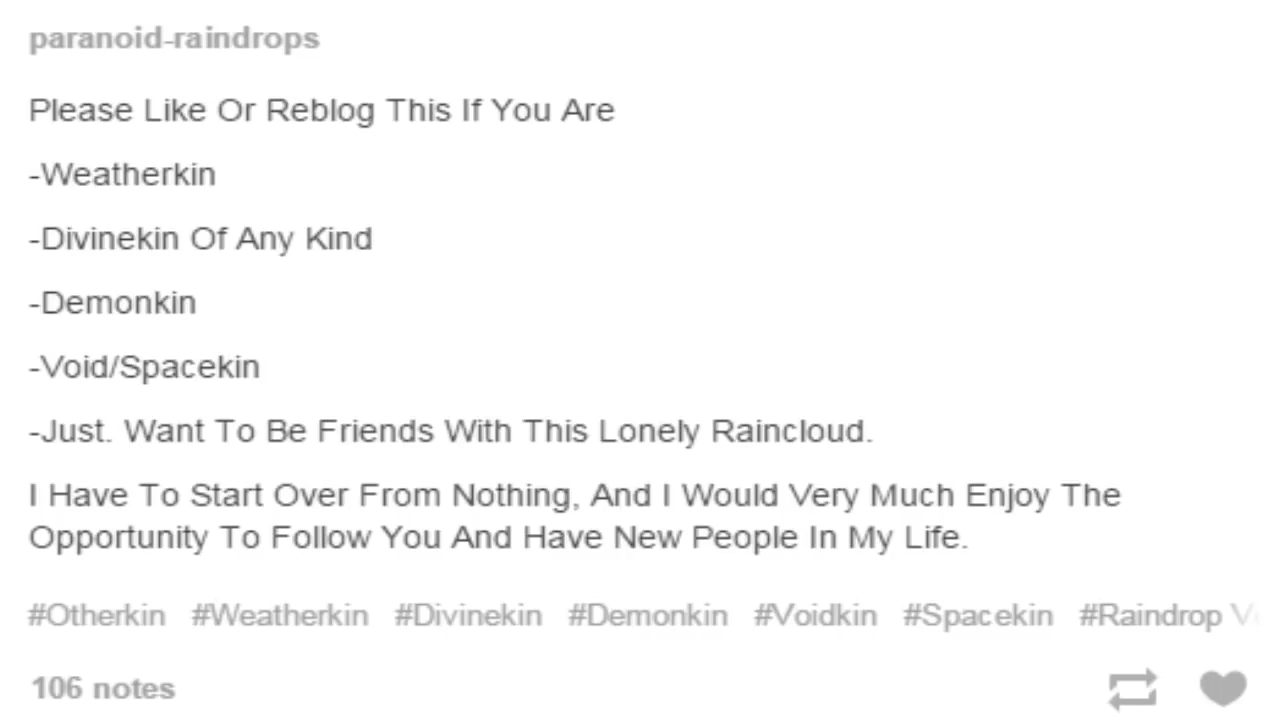 paranoid-raindrops
Please Like Or Reblog This If You Are
-Weatherkin
-Divinekin Of Any Kind
-Demonkin
-Void/Spacekin
-Just. Want To Be Friends With This Lonely Raincloud.
I Have To Start Over From Nothing, And I Would Very Much Enjoy The
Opportunity To Follow You And Have New People In My Life.
#Otherkin #Weatherkin #Divinekin #Demonkin #Voidkin #Spacekin #Raindrop
106 notes